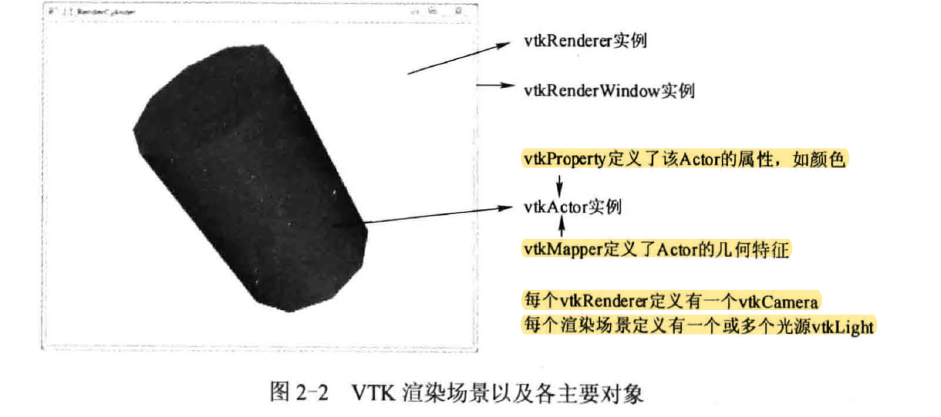 RenderCylinder
vtkRenderer实例
vtkRenderWindow实例
vtkProperty定义了该Actor的属性，如颜色
vtkActor实例
vtkMapper定义了Actor的几何特征
每个vtkRenderer定义有一个vtkCamera
每个渲染场景定义有一个或多个光源vtkLight
图 2-2 VTK 渲染场景以及各主要对象